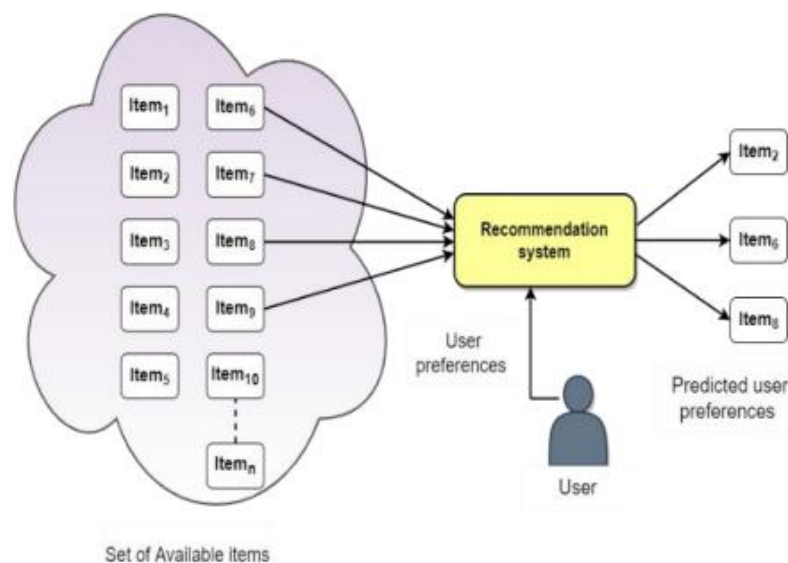 Item₁
Item₆
Item₂
Item₇
Item₃
Item₈
Item₄
Item₉
Item₅
Item₁₀
Itemₙ
Set of Available items
Recommendation
system
User
preferences
User
Item₂
Item₆
Item₈
Predicted user
preferences